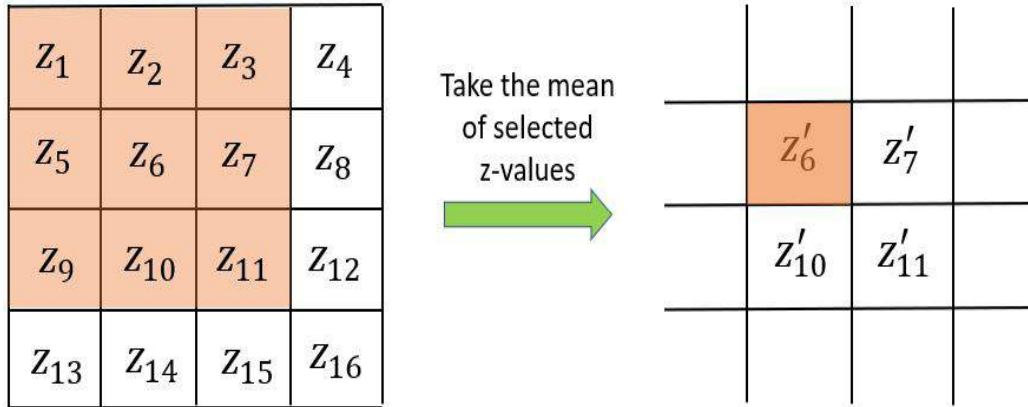 z₁ z₂ z₃ z₄
z₅ z₆ z₇ z₈
z₉ z₁₀ z₁₁ z₁₂
z₁₃ z₁₄ z₁₅ z₁₆
Take the mean
of selected
z-values
z′₆ z′₇
z′₁₀ z′₁₁